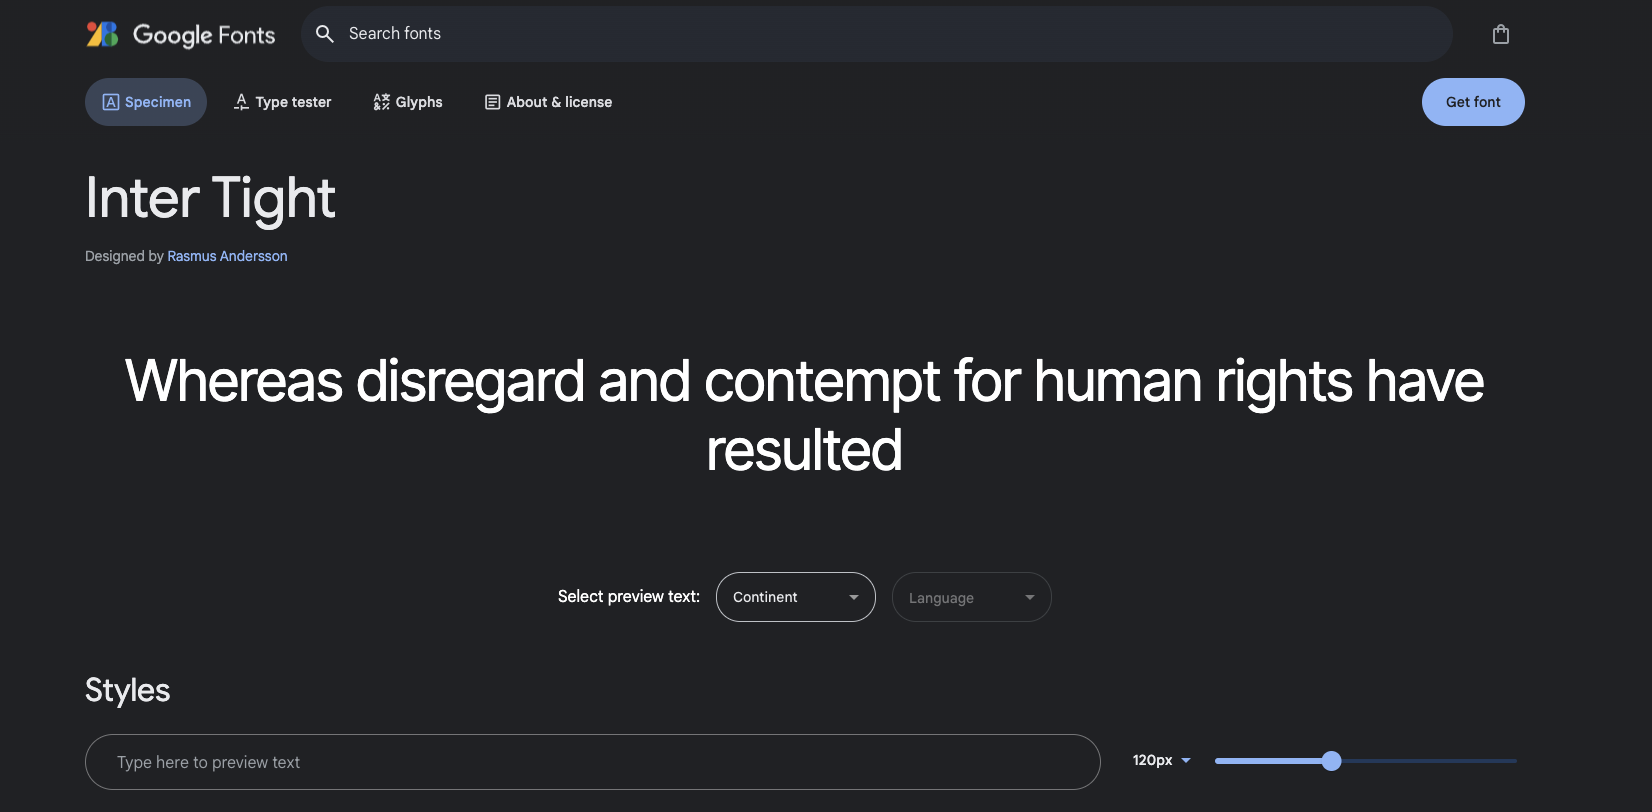 Google Fonts
Search fonts
Specimen
Type tester
Glyphs
About & license
Get font
Inter Tight
Designed by Rasmus Andersson
Whereas disregard and contempt for human rights have
resulted
Select preview text:
Continent
Language
Styles
Type here to preview text
120px